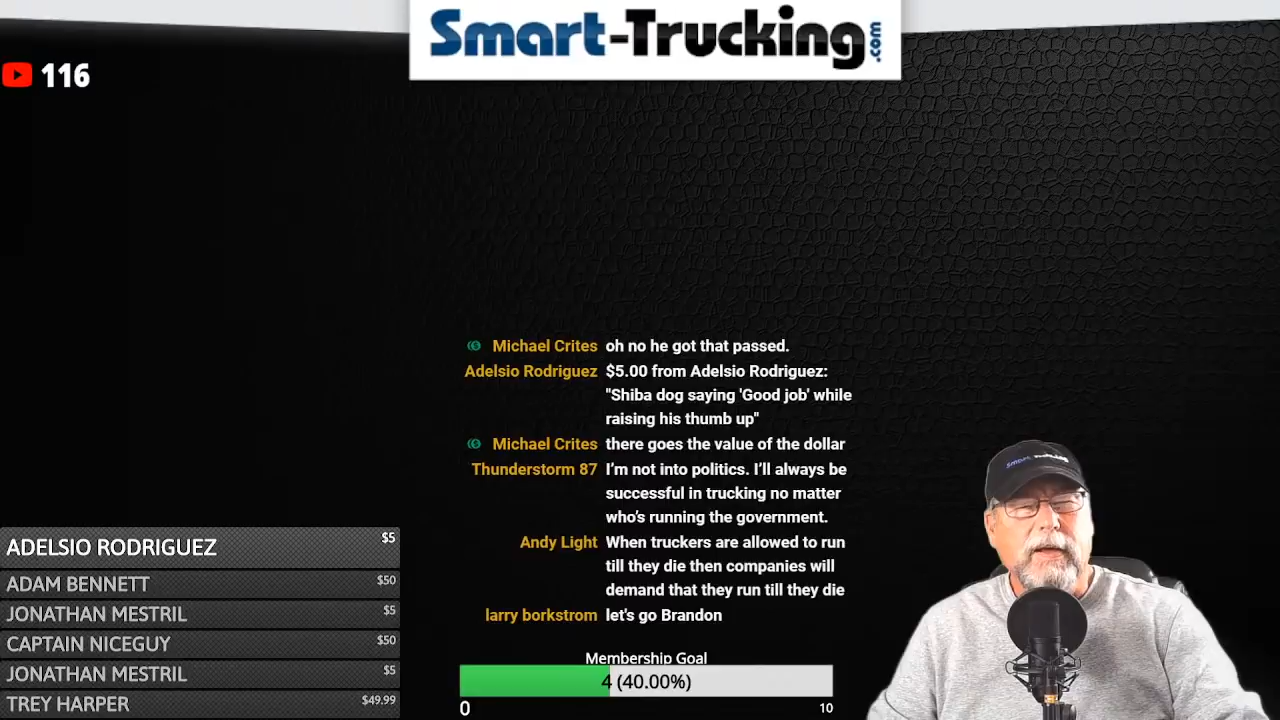 Smart-Trucking.com
116
Michael Crites oh no he got that passed.
Adelsio Rodriguez $5.00 from Adelsio Rodriguez:
"Shiba dog saying 'Good job' while
raising his thumb up"
Michael Crites there goes the value of the dollar
Thunderstorm 87 I'm not into politics. I'll always be
successful in trucking no matter
who's running the government.
Andy Light When truckers are allowed to run
till they die then companies will
demand that they run till they die
larry borkstrom let's go Brandon
ADELSIO RODRIGUEZ $5
ADAM BENNETT $50
JONATHAN MESTRIL $5
CAPTAIN NICEGUY $50
JONATHAN MESTRIL $5
TREY HARPER $49.99
Membership Goal
4 (40.00%)
0 10
Smart-Trucking